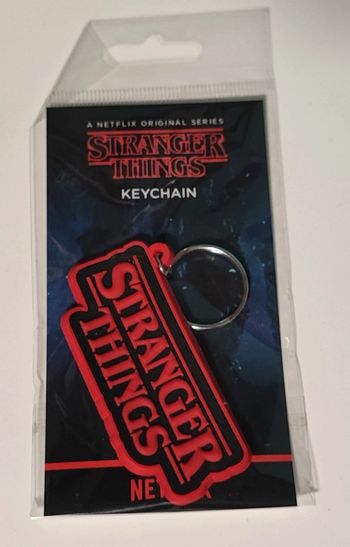 A NETFLIX ORIGINAL SERIES
STRANGER
THINGS
KEYCHAIN
STRANGER
THINGS